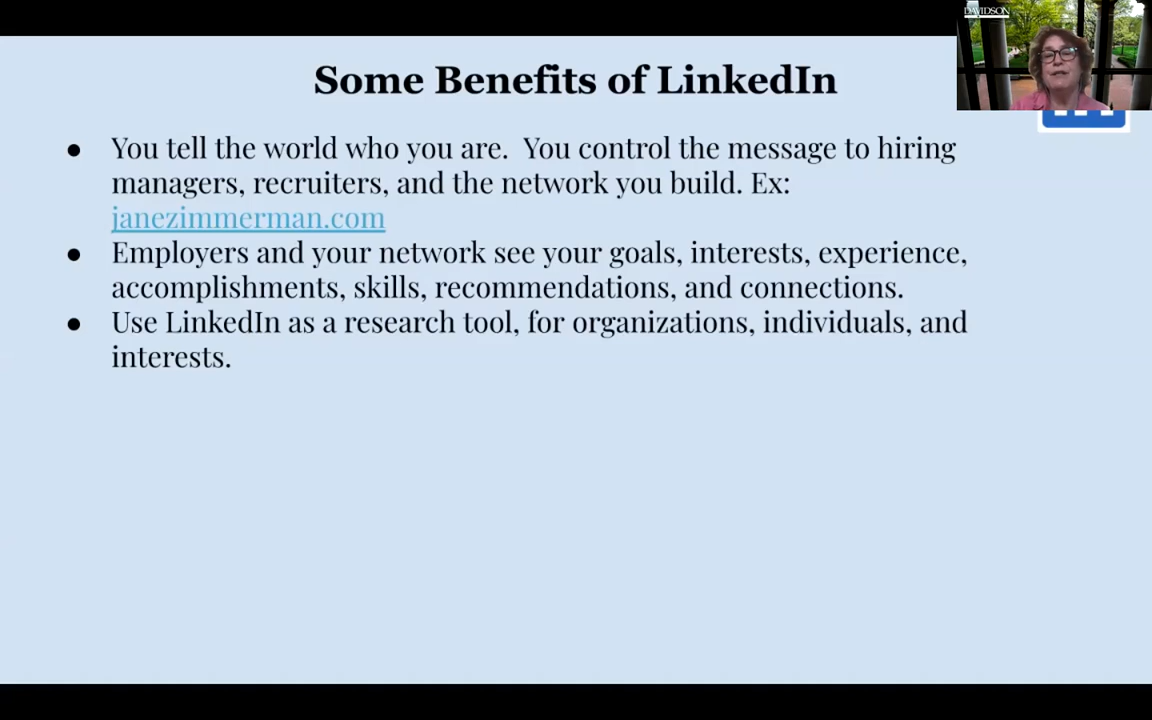 DAVIDSON
Some Benefits of LinkedIn
● You tell the world who you are.  You control the message to hiring
managers, recruiters, and the network you build. Ex:
janezimmerman.com
● Employers and your network see your goals, interests, experience,
accomplishments, skills, recommendations, and connections.
● Use LinkedIn as a research tool, for organizations, individuals, and
interests.